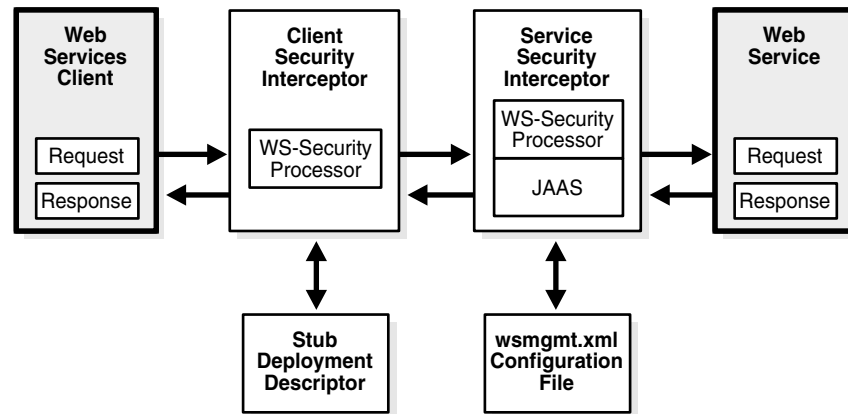 Web
Services
Client
Request
Response
Client
Security
Interceptor
WS-Security
Processor
Service
Security
Interceptor
WS-Security
Processor
JAAS
Web
Service
Request
Response
Stub
Deployment
Descriptor
wsmgmt.xml
Configuration
File